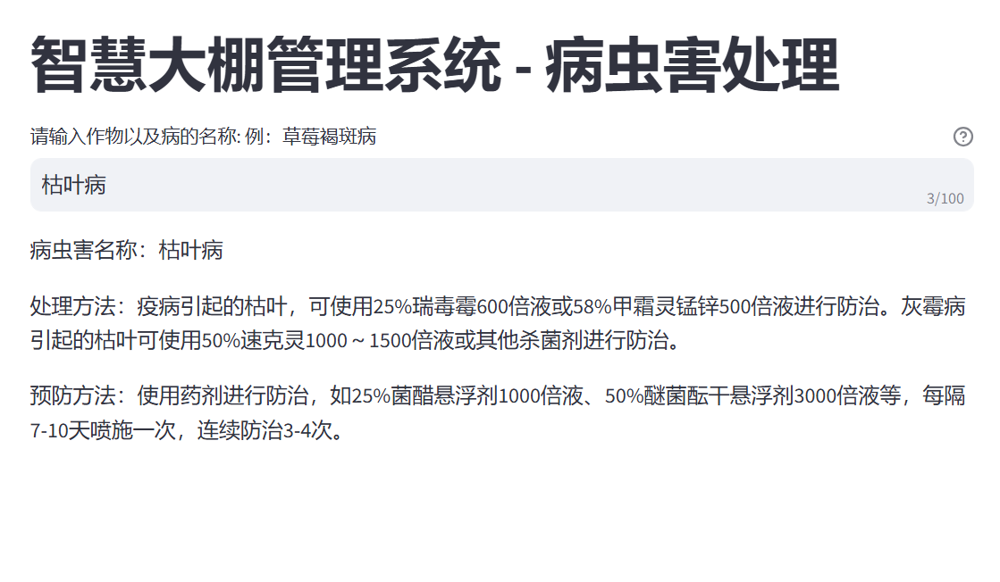 智慧大棚管理系统 - 病虫害处理
请输入作物以及病的名称: 例：草莓褐斑病
枯叶病
3/100
病虫害名称：枯叶病
处理方法：疫病引起的枯叶，可使用25%瑞毒霉600倍液或58%甲霜灵锰锌500倍液进行防治。灰霉病
引起的枯叶可使用50%速克灵1000 ~ 1500倍液或其他杀菌剂进行防治。
预防方法：使用药剂进行防治，如25%菌醋悬浮剂1000倍液、50%醚菌酝干悬浮剂3000倍液等，每隔
7-10天喷施一次，连续防治3-4次。